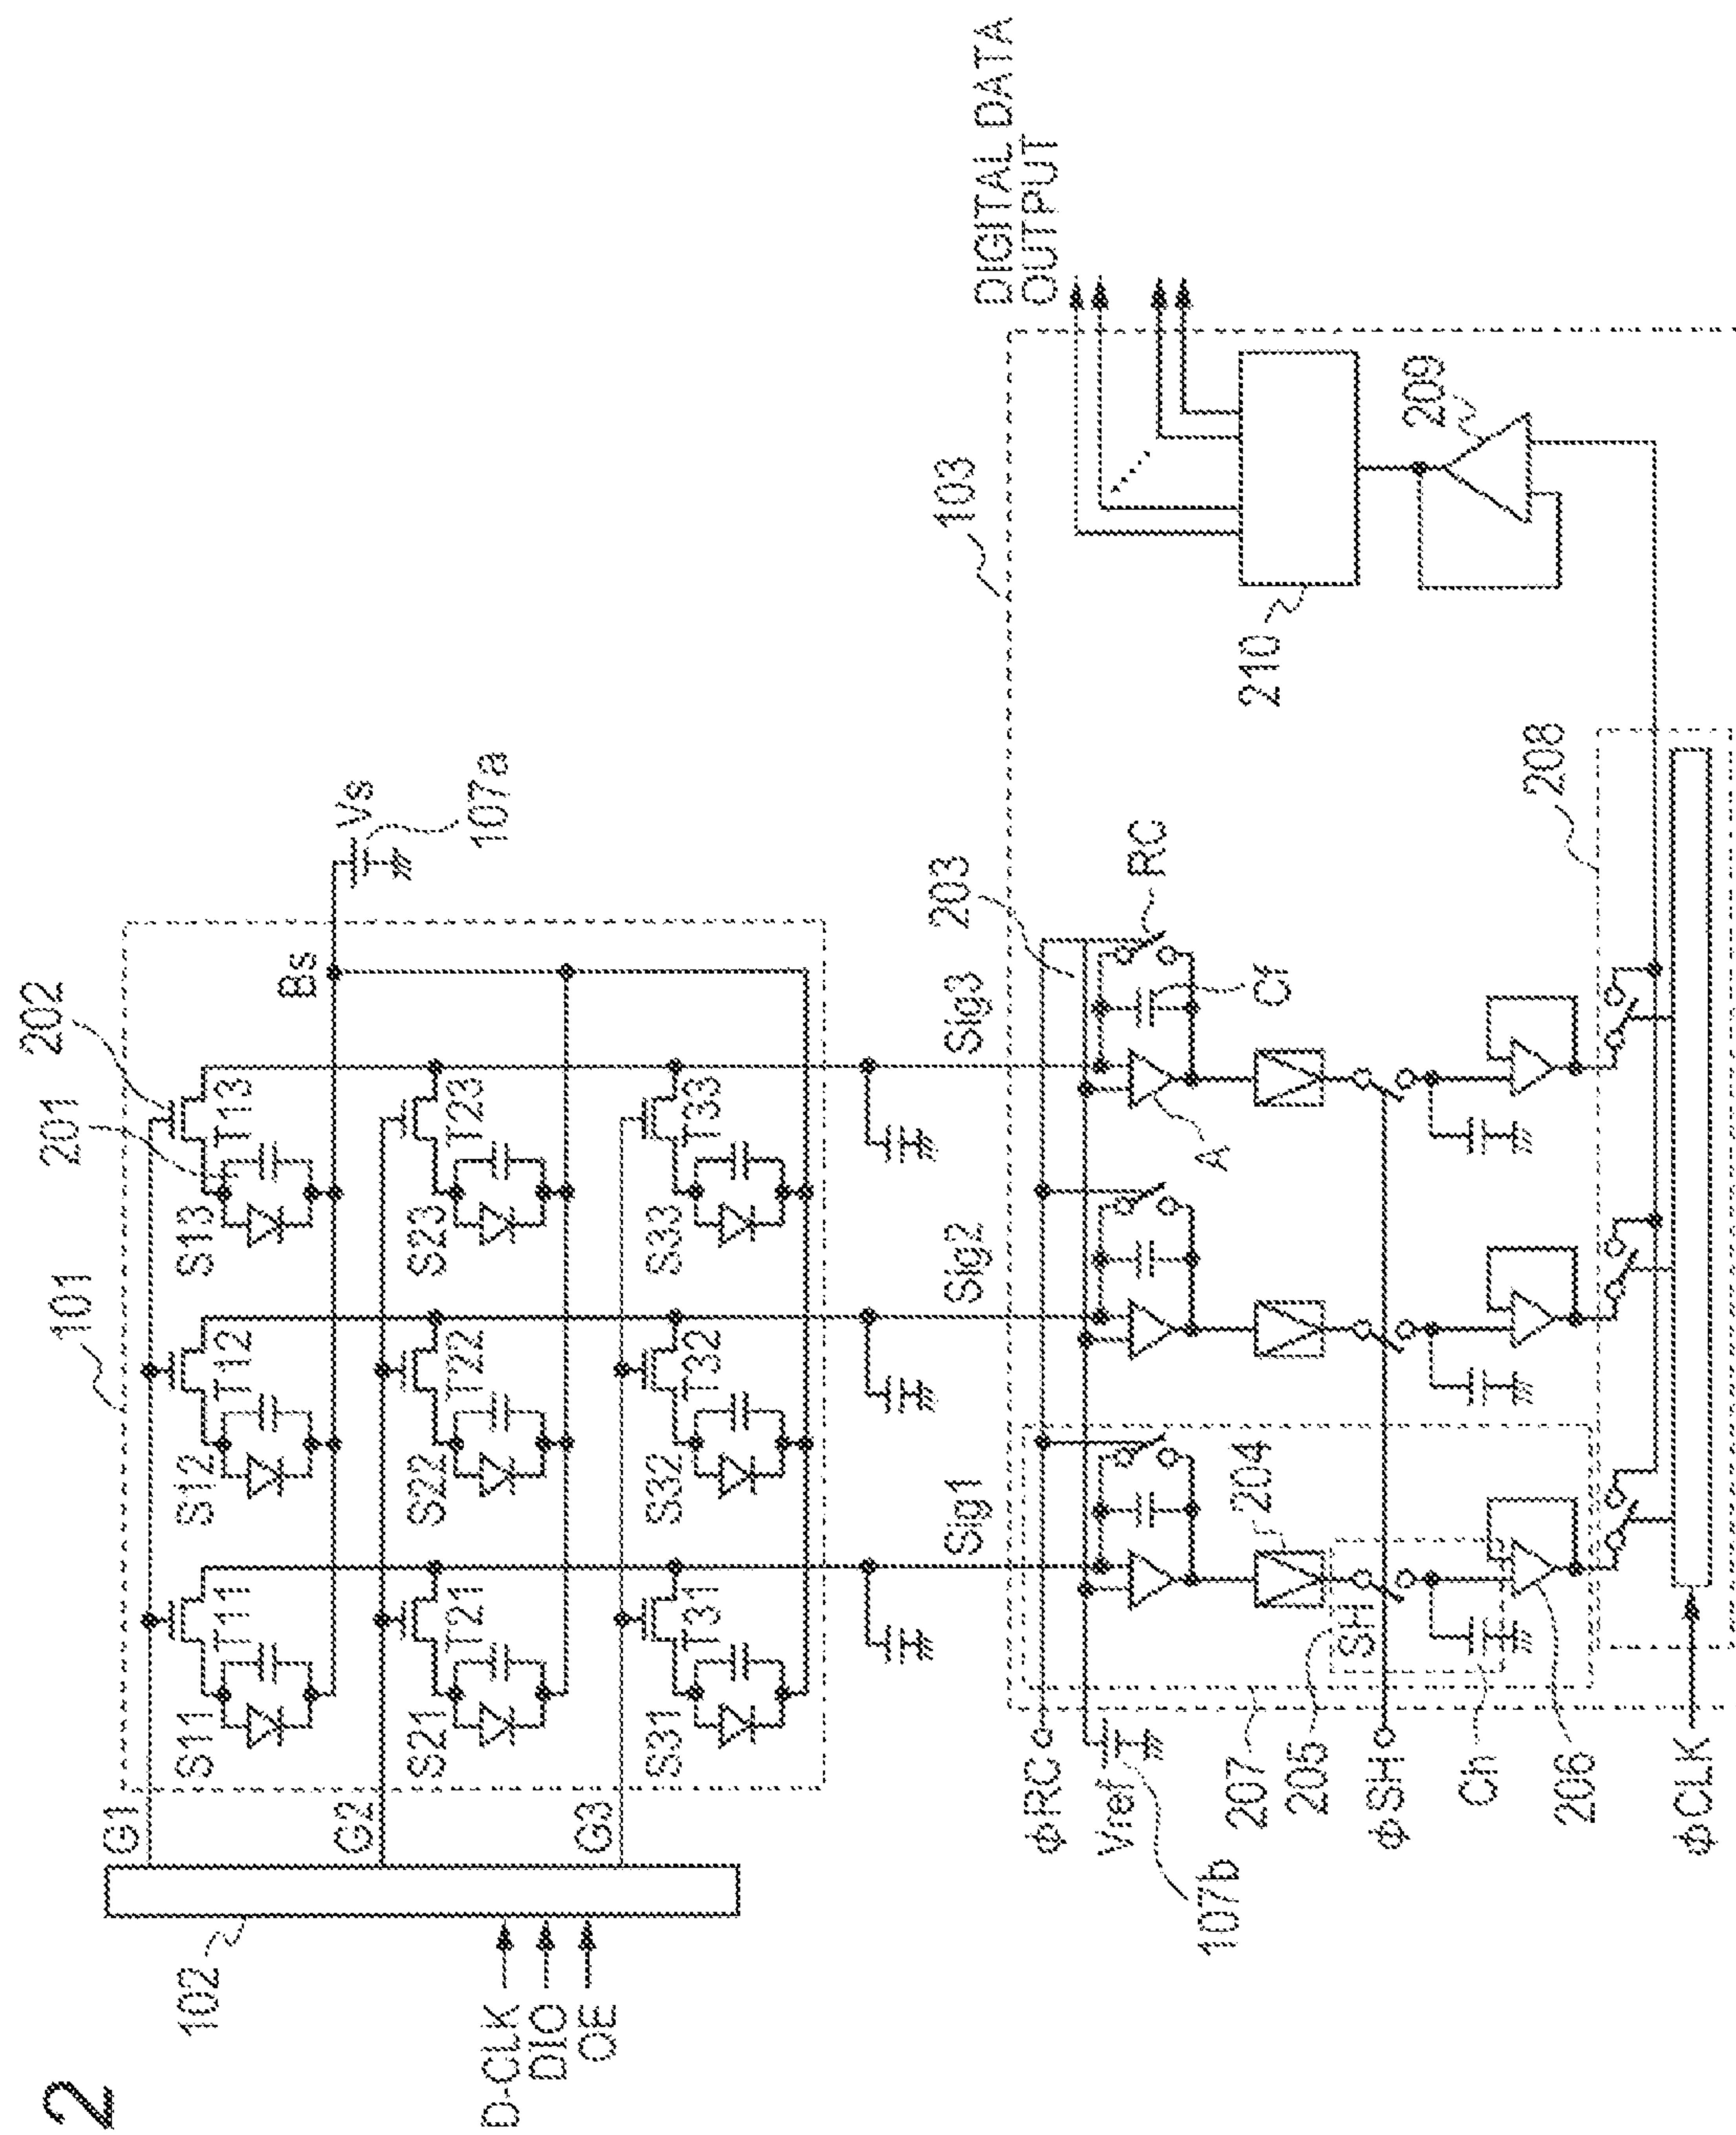 2
102
D-CLK
DIO
OE
G1
G2
G3
101
201
202
S11
T11
S12
T12
S13
T13
S21
T21
S22
T22
S23
T23
S31
T31
S32
T32
S33
T33
Bs
Vs
107a
Sig1
Sig2
Sig3
203
103
DIGITAL DATA
OUTPUT
ΦRC
Vref
107b
207
205
ΦSH
Ch
206
ΦCLK
204
SH
A
Cf
RC
208
210
209